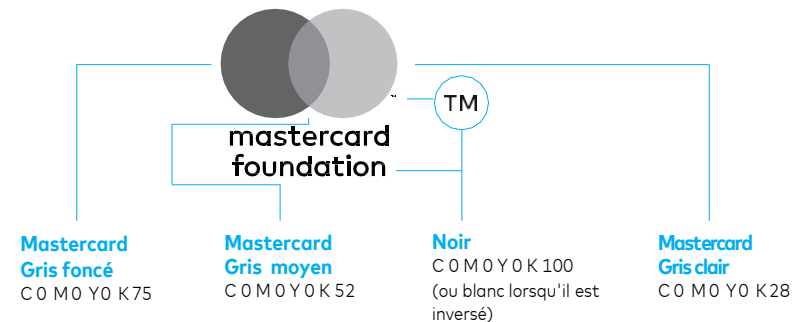 TM
mastercard
foundation
Mastercard
Gris foncé
C 0 M 0 Y 0 K 75
Mastercard
Gris moyen
C 0 M 0 Y 0 K 52
Noir
C 0 M 0 Y 0 K 100
(ou blanc lorsqu'il est
inversé)
Mastercard
Gris clair
C 0 M 0 Y 0 K 28